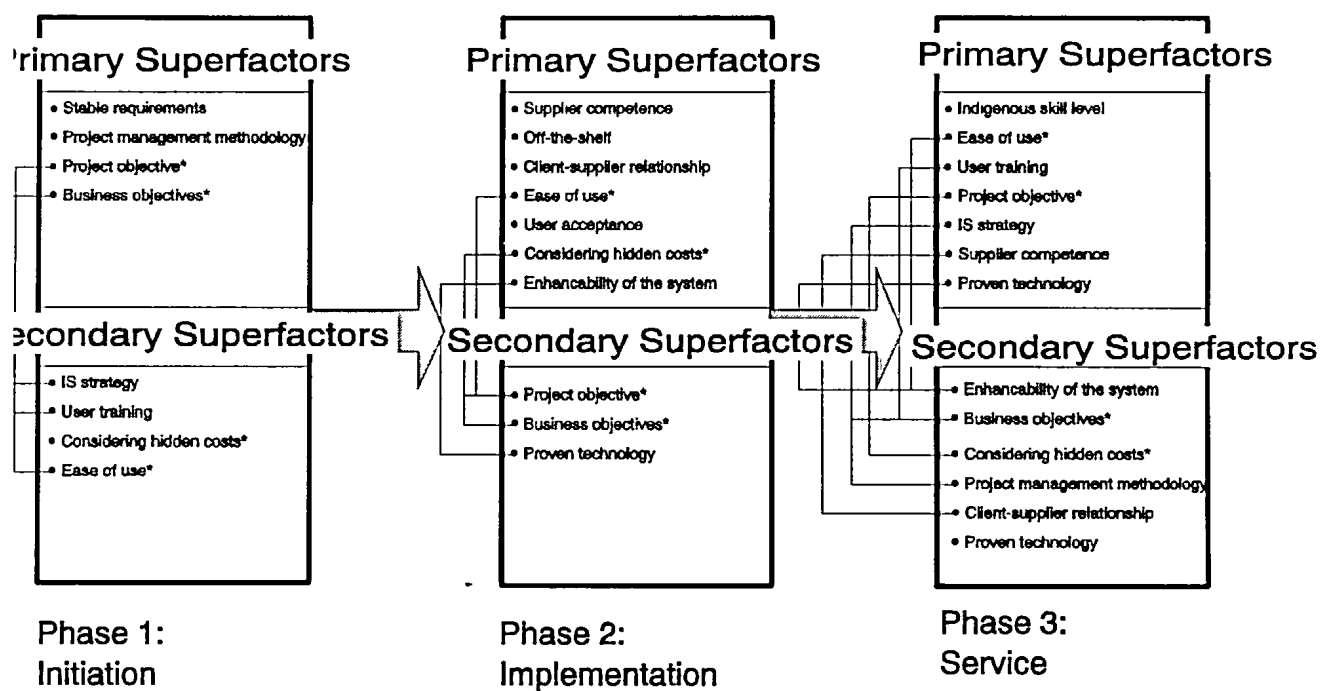 Primary Superfactors
• Stable requirements
• Project management methodology
• Project objective*
• Business objectives*
Secondary Superfactors
• IS strategy
• User training
• Considering hidden costs*
• Ease of use*
Phase 1:
Initiation
Primary Superfactors
• Supplier competence
• Off-the-shelf
• Client-supplier relationship
• Ease of use*
• User acceptance
• Considering hidden costs*
• Enhancability of the system
Secondary Superfactors
• Project objective*
• Business objectives*
• Proven technology
Phase 2:
Implementation
Primary Superfactors
• Indigenous skill level
• Ease of use*
• User training
• Project objective*
• IS strategy
• Supplier competence
• Proven technology
Secondary Superfactors
• Enhancability of the system
• Business objectives*
• Considering hidden costs*
• Project management methodology
• Client-supplier relationship
• Proven technology
Phase 3:
Service